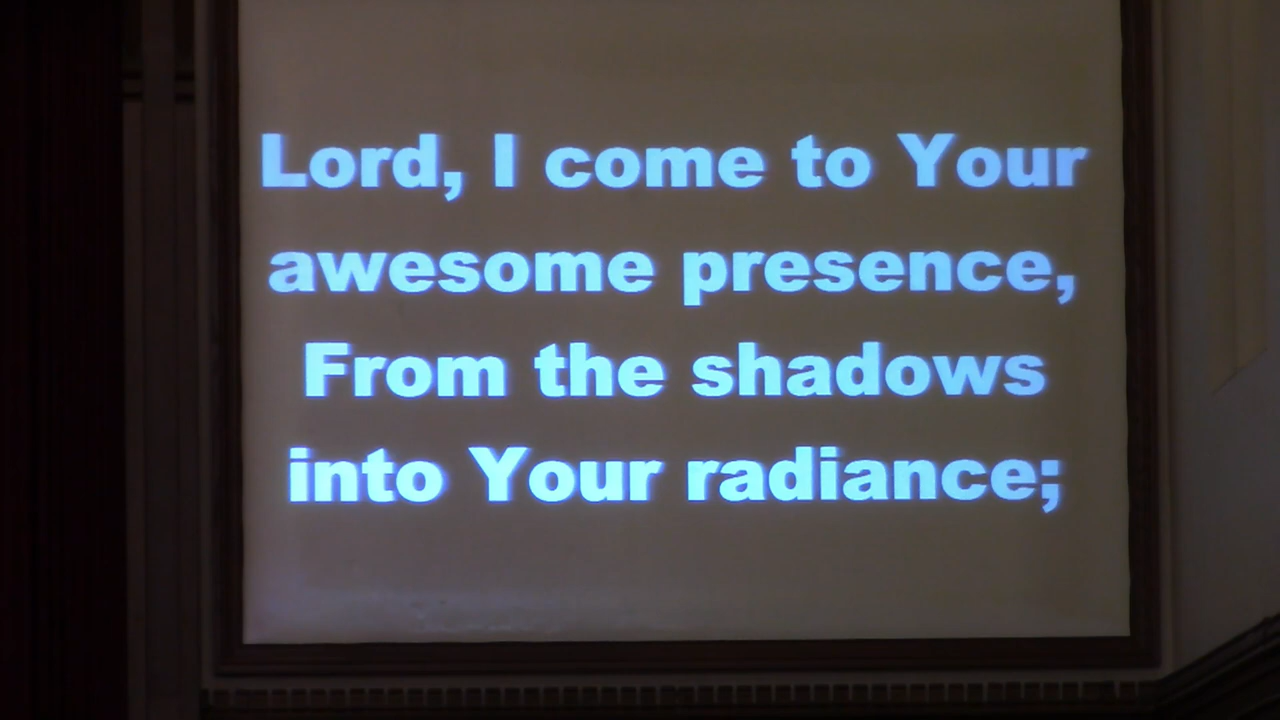 Lord, I come to Your
awesome presence,
From the shadows
into Your radiance;